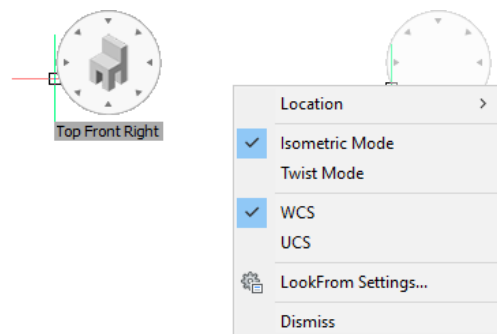 Top Front Right
Location
Isometric Mode
Twist Mode
WCS
UCS
LookFrom Settings...
Dismiss